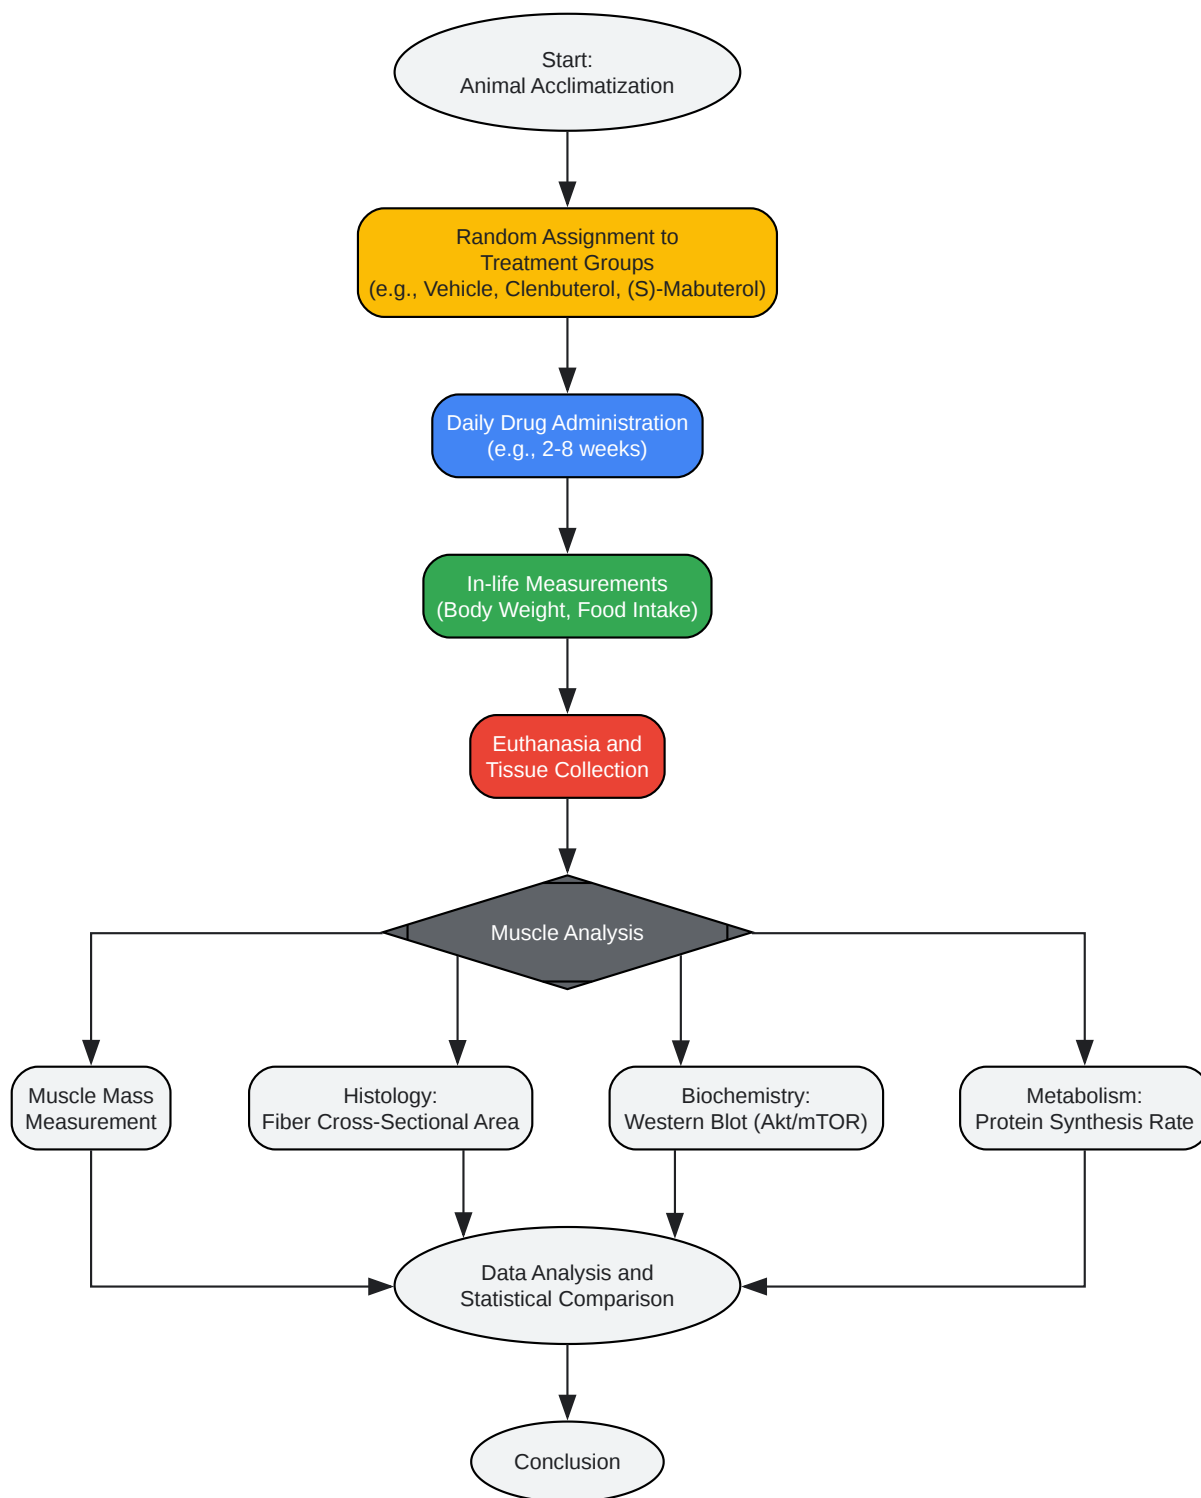 Start:
Animal Acclimatization
Random Assignment to
Treatment Groups
(e.g., Vehicle, Clenbuterol, (S)-Mabuterol)
Daily Drug Administration
(e.g., 2-8 weeks)
In-life Measurements
(Body Weight, Food Intake)
Euthanasia and
Tissue Collection
Muscle Analysis
Muscle Mass
Measurement
Histology:
Fiber Cross-Sectional Area
Biochemistry:
Western Blot (Akt/mTOR)
Metabolism:
Protein Synthesis Rate
Data Analysis and
Statistical Comparison
Conclusion